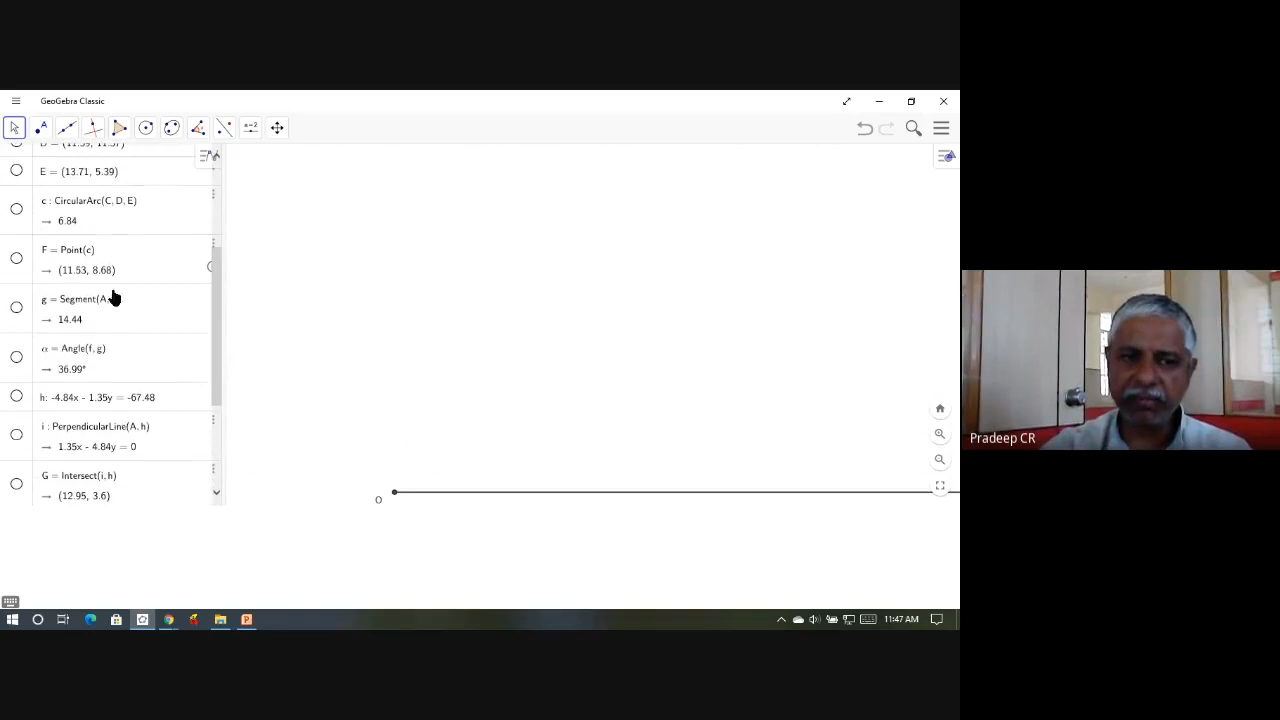 GeoGebra Classic
E = (13.71, 5.39)
c : CircularArc(C, D, E)
→ 6.84
F = Point(c)
→ (11.53, 8.68)
g = Segment(A,
→ 14.44
α = Angle(f, g)
→ 36.99°
h: -4.84x - 1.35y = -67.48
i : PerpendicularLine(A, h)
→ 1.35x - 4.84y = 0
G = Intersect(i, h)
→ (12.95, 3.6)
O
Pradeep CR
11:47 AM